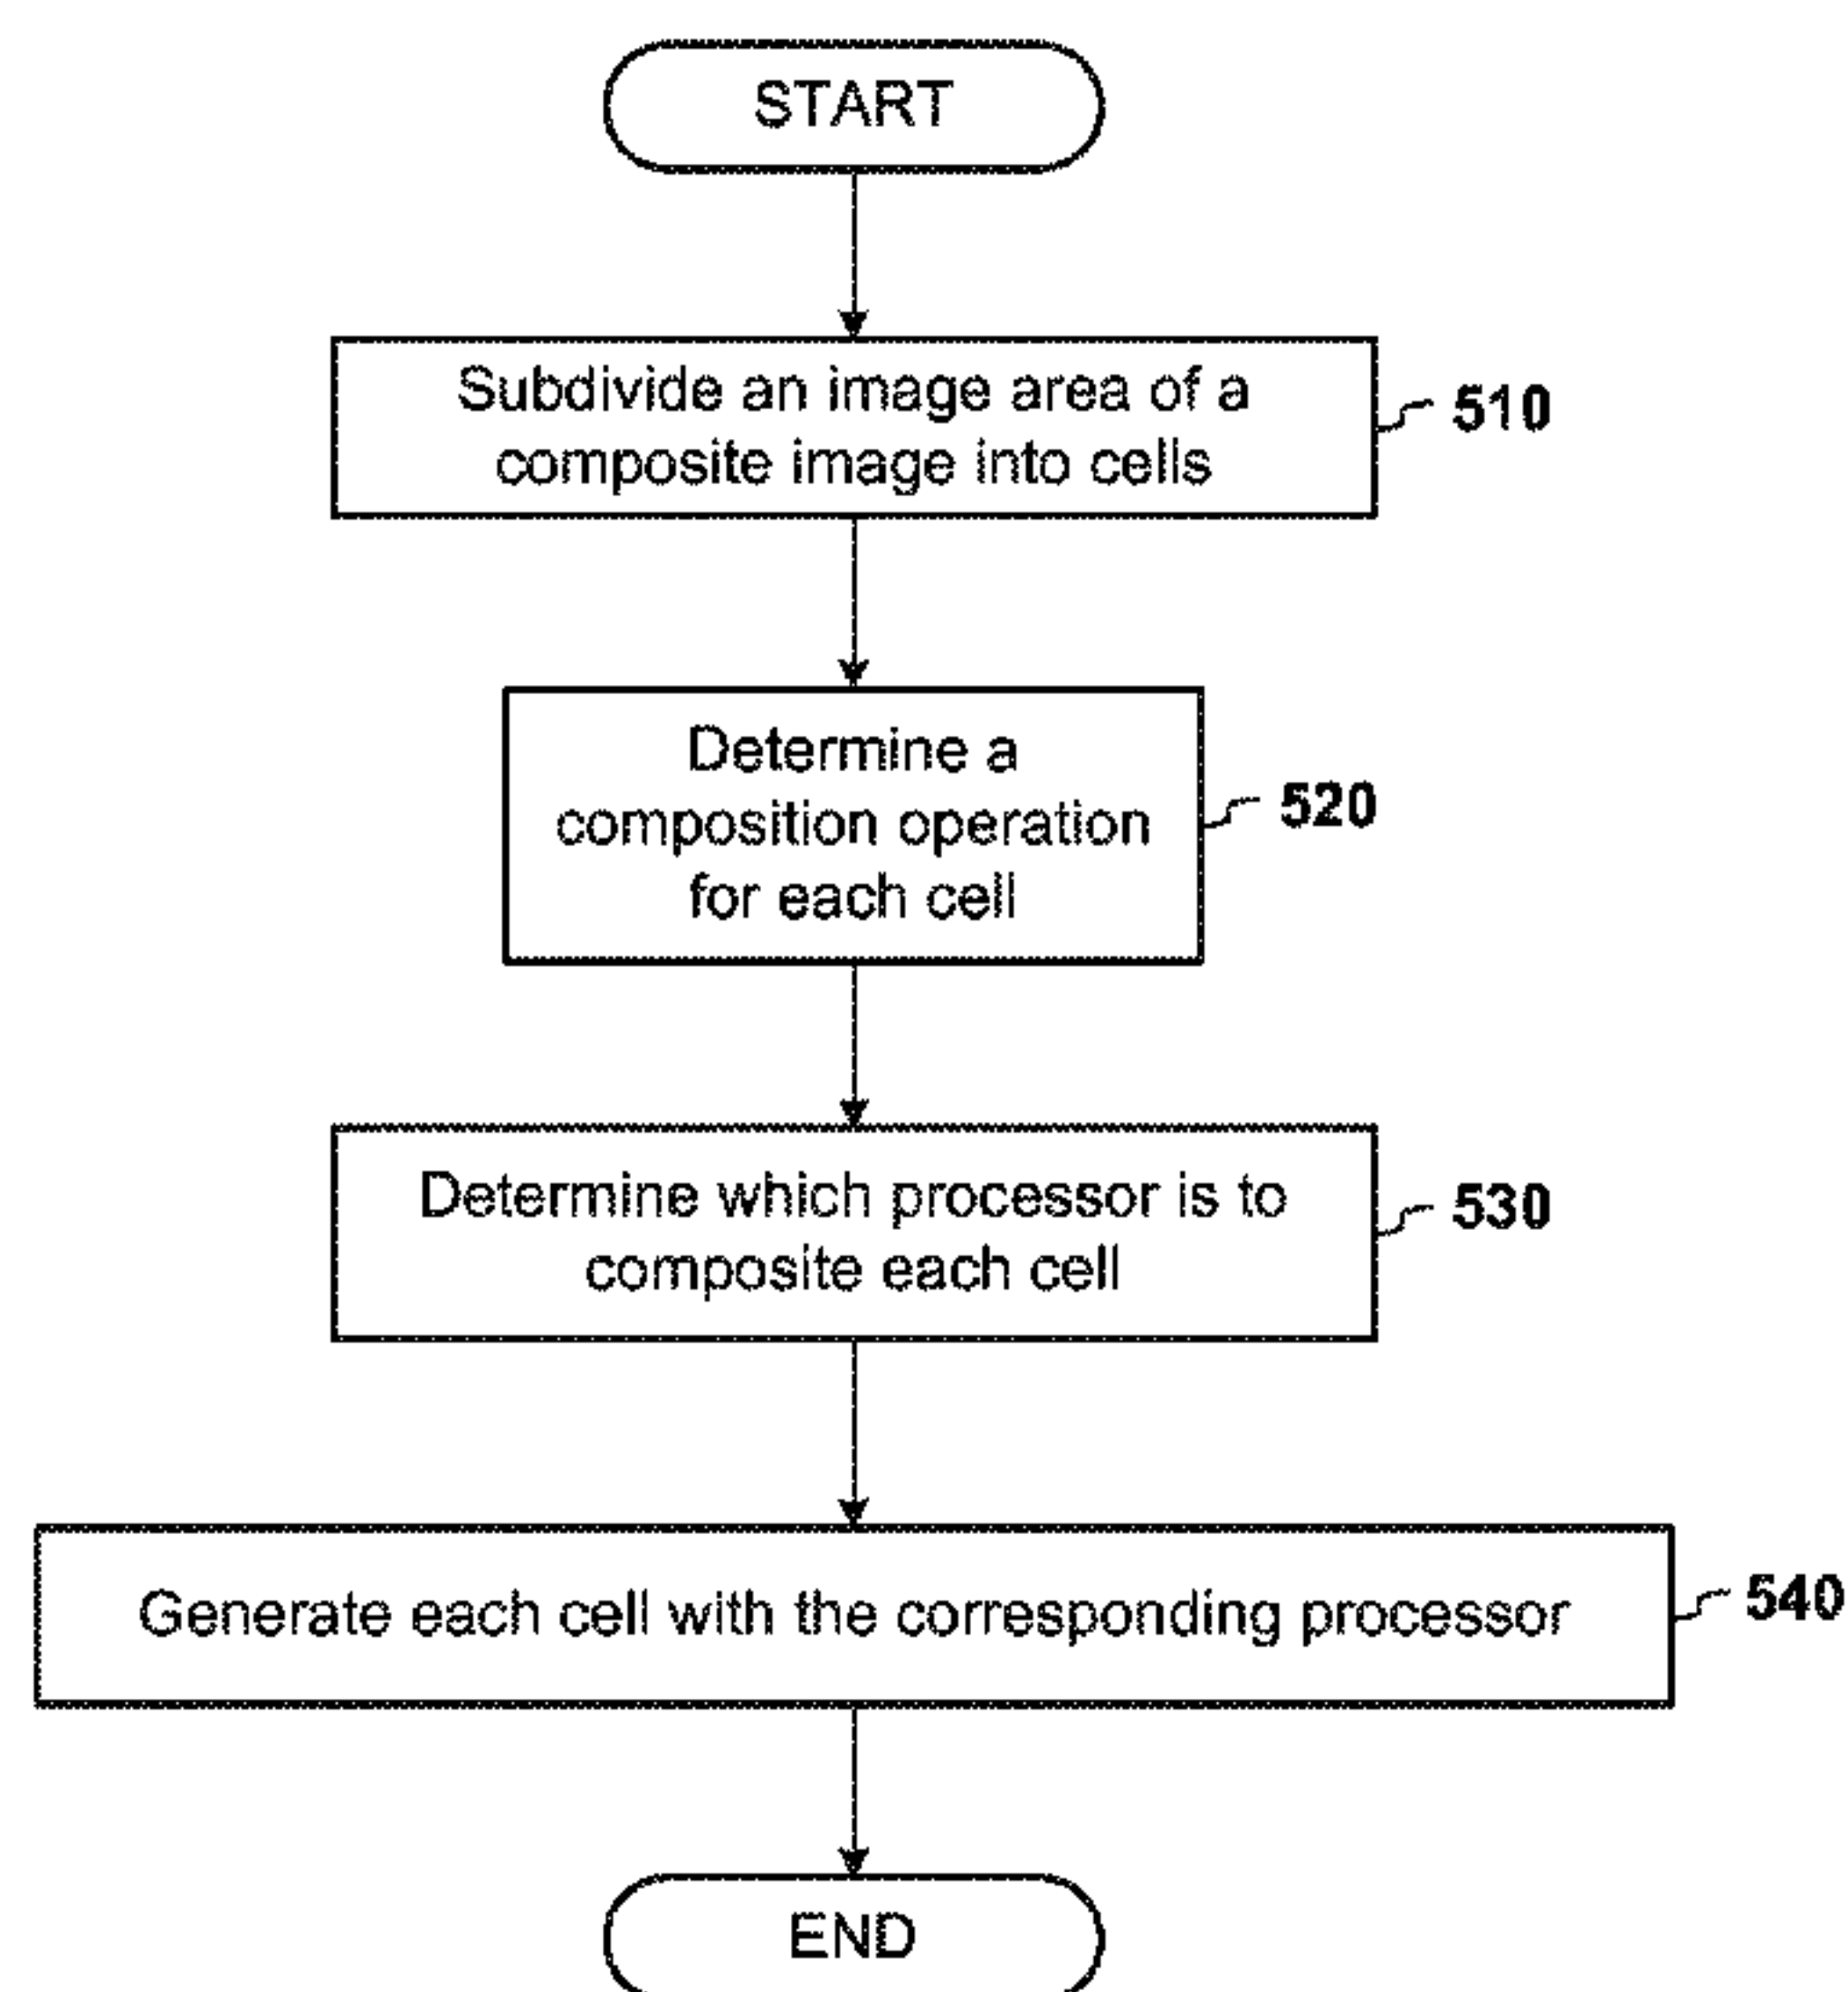 START
Subdivide an image area of a
composite image into cells
510
Determine a
composition operation
for each cell
520
Determine which processor is to
composite each cell
530
Generate each cell with the corresponding processor
540
END